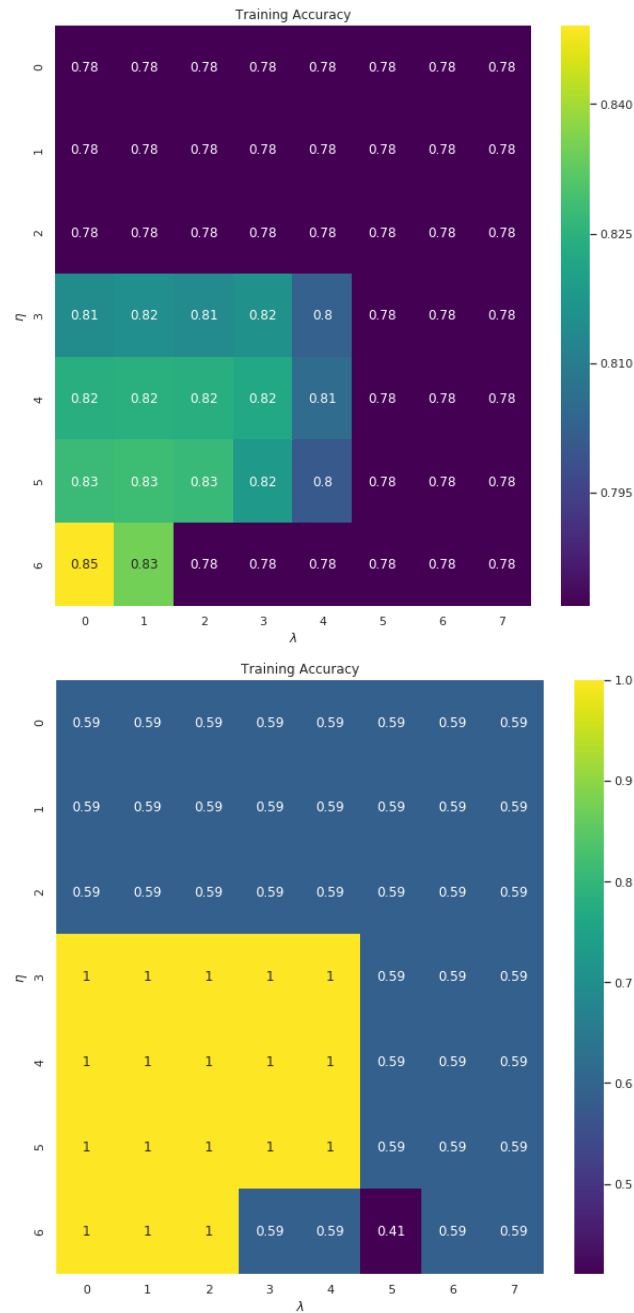 Training Accuracy
0 0.78 0.78 0.78 0.78 0.78 0.78 0.78 0.78
0.840
1 0.78 0.78 0.78 0.78 0.78 0.78 0.78 0.78
2 0.78 0.78 0.78 0.78 0.78 0.78 0.78 0.78
0.825
η 3 0.81 0.82 0.81 0.82 0.8 0.78 0.78 0.78
0.810
4 0.82 0.82 0.82 0.82 0.81 0.78 0.78 0.78
5 0.83 0.83 0.83 0.82 0.8 0.78 0.78 0.78
0.795
6 0.85 0.83 0.78 0.78 0.78 0.78 0.78 0.78
0 1 2 3 4 5 6 7
λ
Training Accuracy
1.0
0 0.59 0.59 0.59 0.59 0.59 0.59 0.59 0.59
0.9
1 0.59 0.59 0.59 0.59 0.59 0.59 0.59 0.59
0.8
2 0.59 0.59 0.59 0.59 0.59 0.59 0.59 0.59
η 3 1 1 1 1 1 0.59 0.59 0.59
0.7
4 1 1 1 1 1 0.59 0.59 0.59
0.6
5 1 1 1 1 1 0.59 0.59 0.59
0.5
6 1 1 1 0.59 0.59 0.41 0.59 0.59
0 1 2 3 4 5 6 7
λ